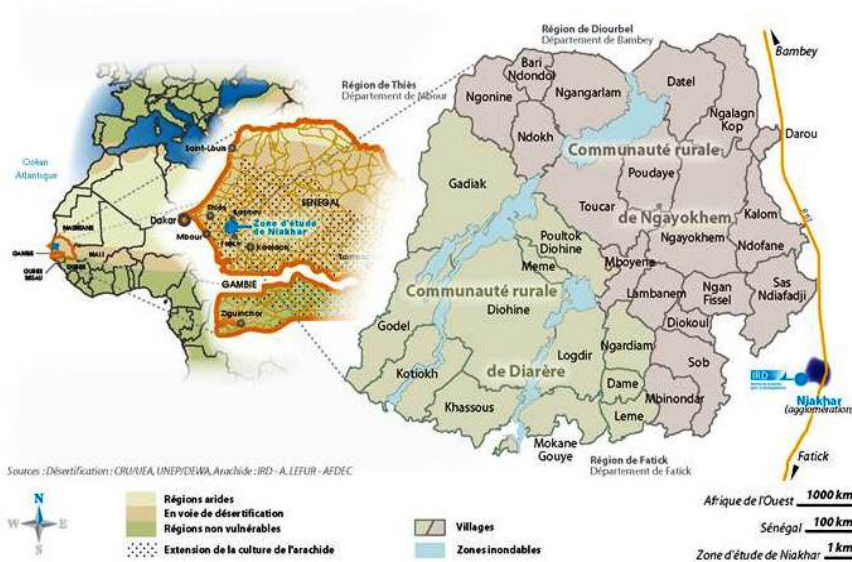 Région de Diourbel
Département de Bambey
Bambey
Région de Thiès
Département de Mbour
Océan
Atlantique
Saint-Louis
SENEGAL
Dakar
Thiès
Bambey
Zone d'étude
de Niakhar
Mbour
Fatick
Kaolack
MAURITANIE
MALI
GAMBIE
GUINEE
BISSAU
GUINEE
GAMBIE
Ziguinchor
Bari
Ndondol
Ngonine
Ngangarlam
Datel
Ngalagn
Kop
Darou
Ndokh
Communauté rurale
de Ngayokhem
Gadiak
Poudaye
Toucar
Kalom
Poultok
Diohine
Ngayokhem
Ndofane
Meme
Mboyene
Communauté rurale
de Diarère
Lambanem
Ngan
Fissel
Sas
Ndiafadji
Diohine
Diokoul
Godel
Logdir
Ngardiam
Sob
Kotiokh
Dame
Mbinondar
Khassous
Leme
Mokane
Gouye
IRD
Niakhar
(agglomération)
Région de Fatick
Département de Fatick
Fatick
Sources : Désertification : CRU/UEA, UNEP/DEWA, Arachide : IRD - A. LEFUR - AFDEC
N
W
E
S
Régions arides
En voie de désertification
Régions non vulnérables
Extension de la culture de l'arachide
Villages
Zones inondables
Afrique de l'Ouest 1000 km
Sénégal 100 km
Zone d'étude de Niakhar 1 km